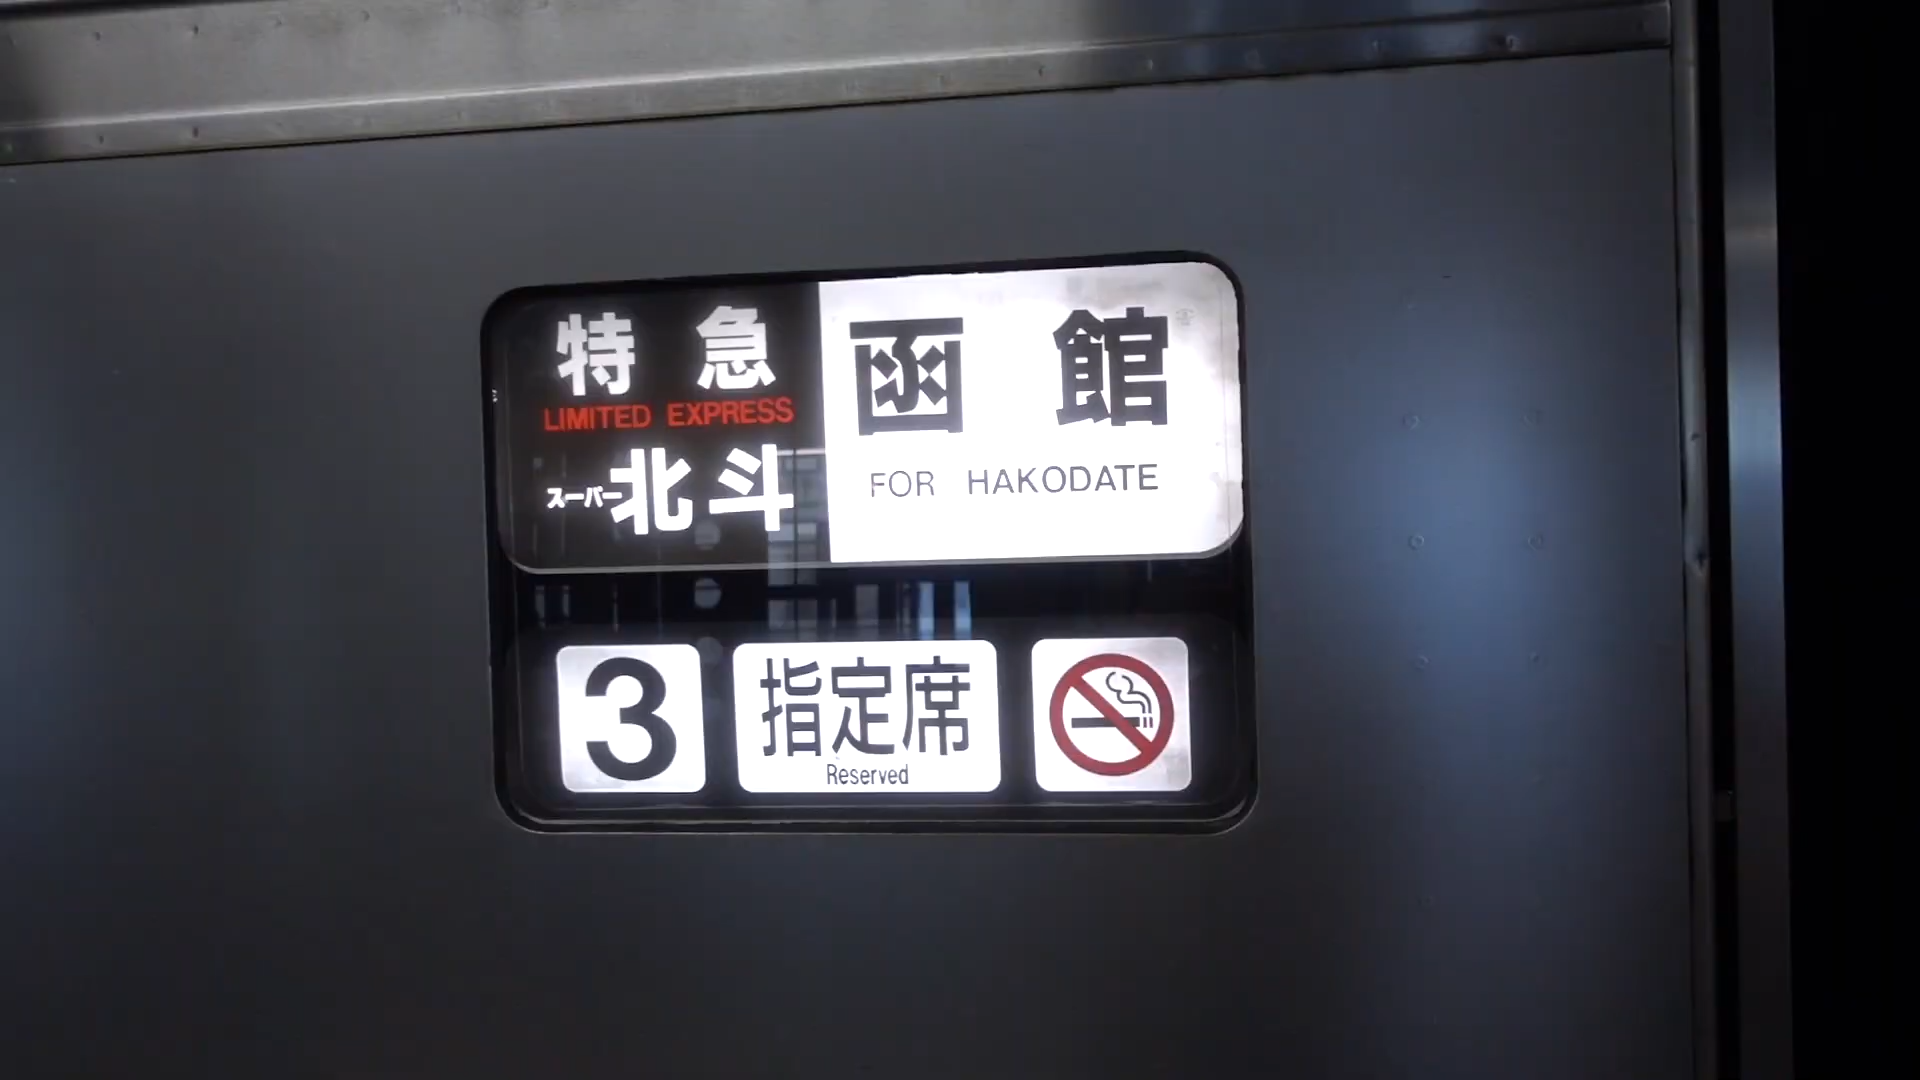 特急
LIMITED EXPRESS
スーパー北斗
函館
FOR HAKODATE
3
指定席
Reserved